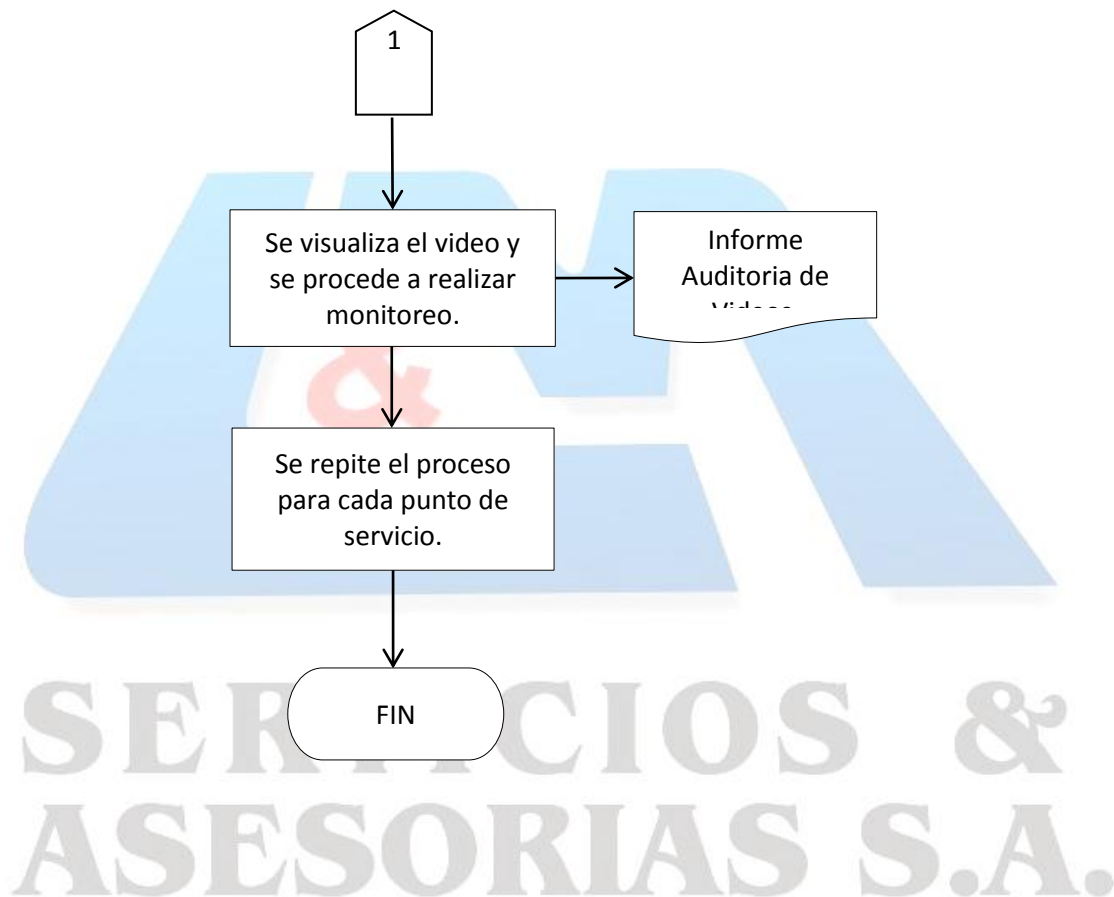 1
Se visualiza el video y
se procede a realizar
monitoreo.
Informe
Auditoria de
Se repite el proceso
para cada punto de
servicio.
FIN
&
SERVICIOS &
ASESORIAS S.A.